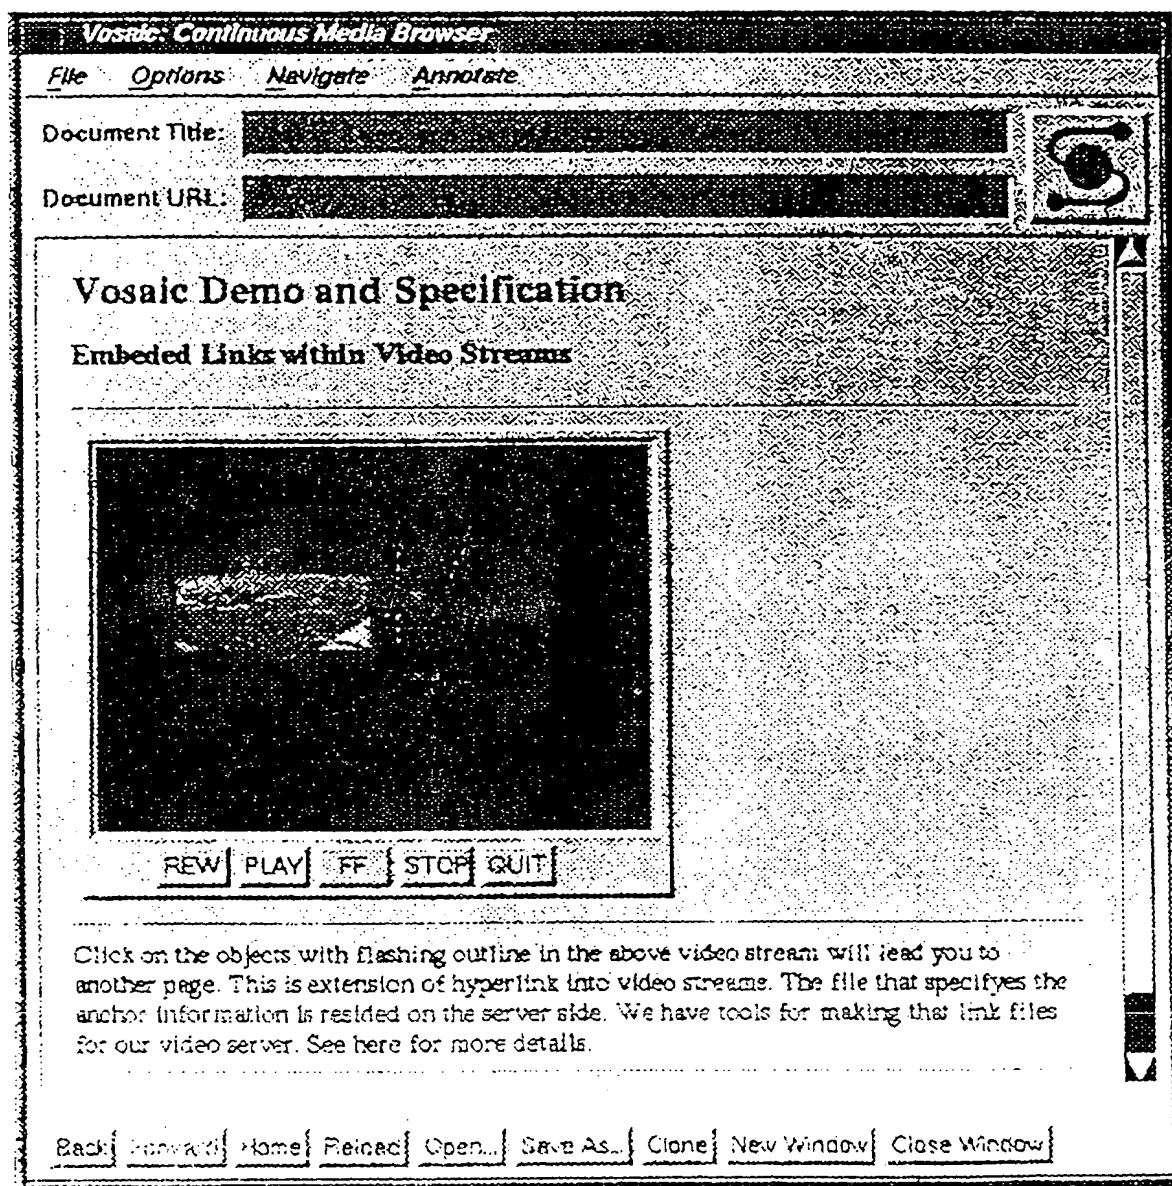 Vosaic: Continuous Media Browser
File Options Navigate Annotate
Document Title:
Document URL:
Vosaic Demo and Specification
Embeded Links within Video Streams
REW PLAY FF STOP QUIT
Click on the objects with flashing outline in the above video stream will lead you to
another page. This is extension of hyperlink into video streams. The file that specifyes the
anchor information is resided on the server side. We have tools for making that link files
for our video server. See here for more details.
Back Forward Home Reload Open... Save As... Clone New Window Close Window